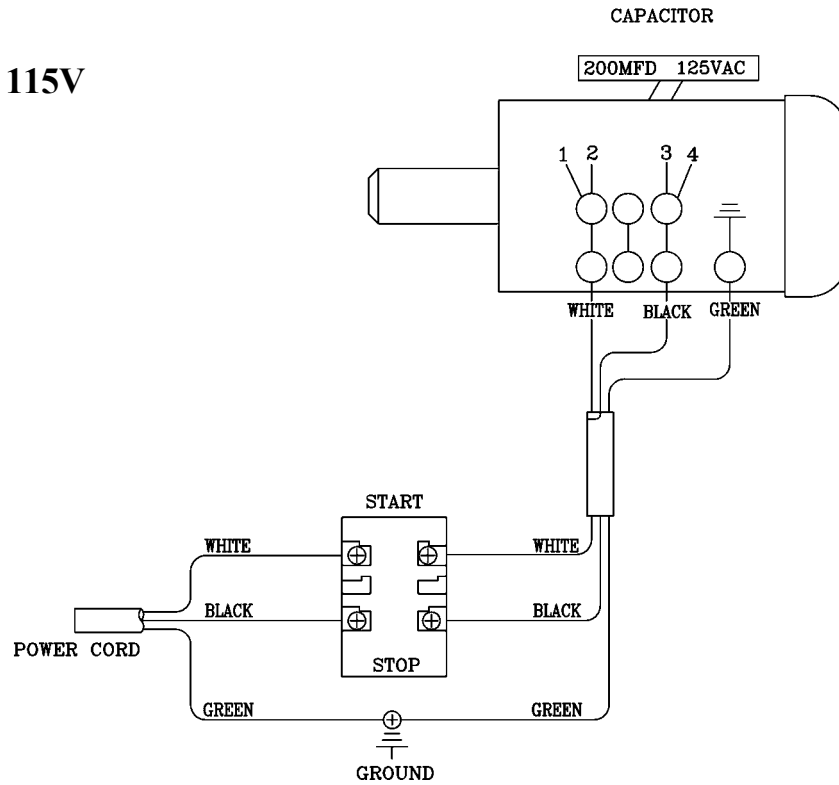 CAPACITOR
115V
200MFD 125VAC
1 2 3 4
WHITE BLACK GREEN
START
WHITE WHITE
BLACK BLACK
POWER CORD
STOP
GREEN GREEN
GROUND